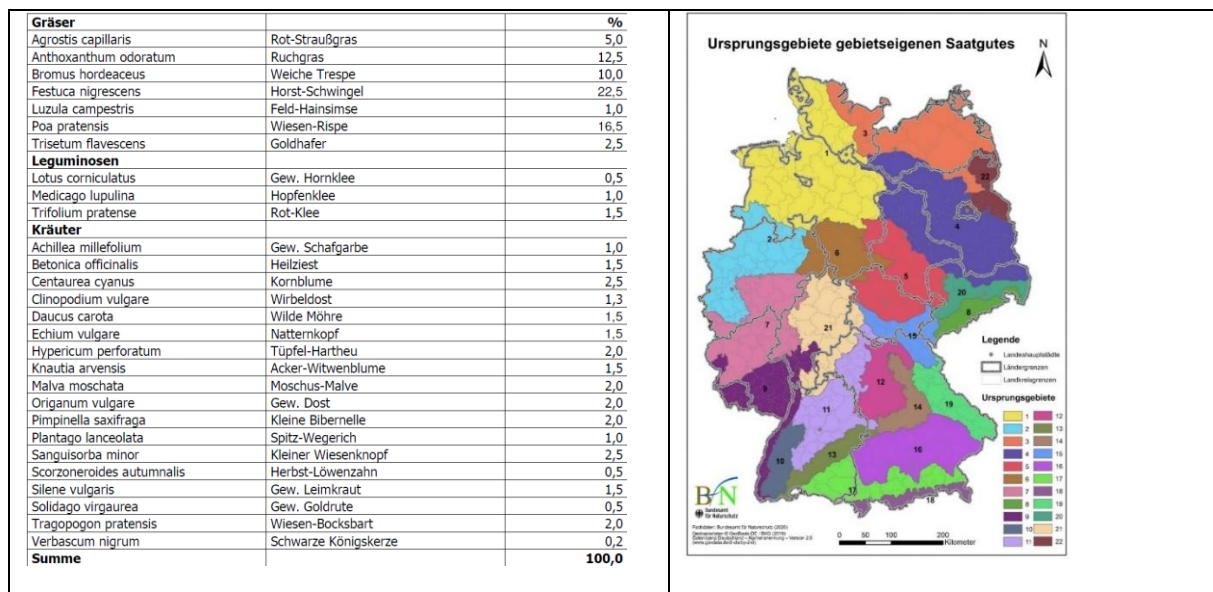 Gräser %
Agrostis capillaris Rot-Straußgras 5,0
Anthoxanthum odoratum Ruchgras 12,5
Bromus hordeaceus Weiche Trespe 10,0
Festuca nigrescens Horst-Schwingel 22,5
Luzula campestris Feld-Hainsimse 1,0
Poa pratensis Wiesen-Rispe 16,5
Trisetum flavescens Goldhafer 2,5
Leguminosen
Lotus corniculatus Gew. Hornklee 0,5
Medicago lupulina Hopfenklee 1,0
Trifolium pratense Rot-Klee 1,5
Kräuter
Achillea millefolium Gew. Schafgarbe 1,0
Betonica officinalis Heilziest 1,5
Centaurea cyanus Kornblume 2,5
Clinopodium vulgare Wirbeldost 1,3
Daucus carota Wilde Möhre 1,5
Echium vulgare Natternkopf 1,5
Hypericum perforatum Tüpfel-Hartheu 2,0
Knautia arvensis Acker-Witwenblume 1,5
Malva moschata Moschus-Malve 2,0
Origanum vulgare Gew. Dost 2,0
Pimpinella saxifraga Kleine Bibernelle 2,0
Plantago lanceolata Spitz-Wegerich 1,0
Sanguisorba minor Kleiner Wiesenknopf 2,5
Scorzoneroides autumnalis Herbst-Löwenzahn 0,5
Silene vulgaris Gew. Leimkraut 1,5
Solidago virgaurea Gew. Goldrute 0,5
Tragopogon pratensis Wiesen-Bocksbart 2,0
Verbascum nigrum Schwarze Königskerze 0,2
Summe 100,0
Ursprungsgebiete gebietseigenen Saatgutes
N
3
1
22
4
2
6
5
20
8
7
21
15
9
12
19
11
14
13
16
10
17
18
Legende
Landeshauptstädte
Ländergrenzen
Landkreisgrenzen
Ursprungsgebiete
1 12
2 13
3 14
4 15
5 16
6 17
7 18
8 19
9 20
10 21
11 22
BfN
Bundesamt
für Naturschutz
Fachdaten: Bundesamt für Naturschutz (2020)
0 50 100 200
Kilometer